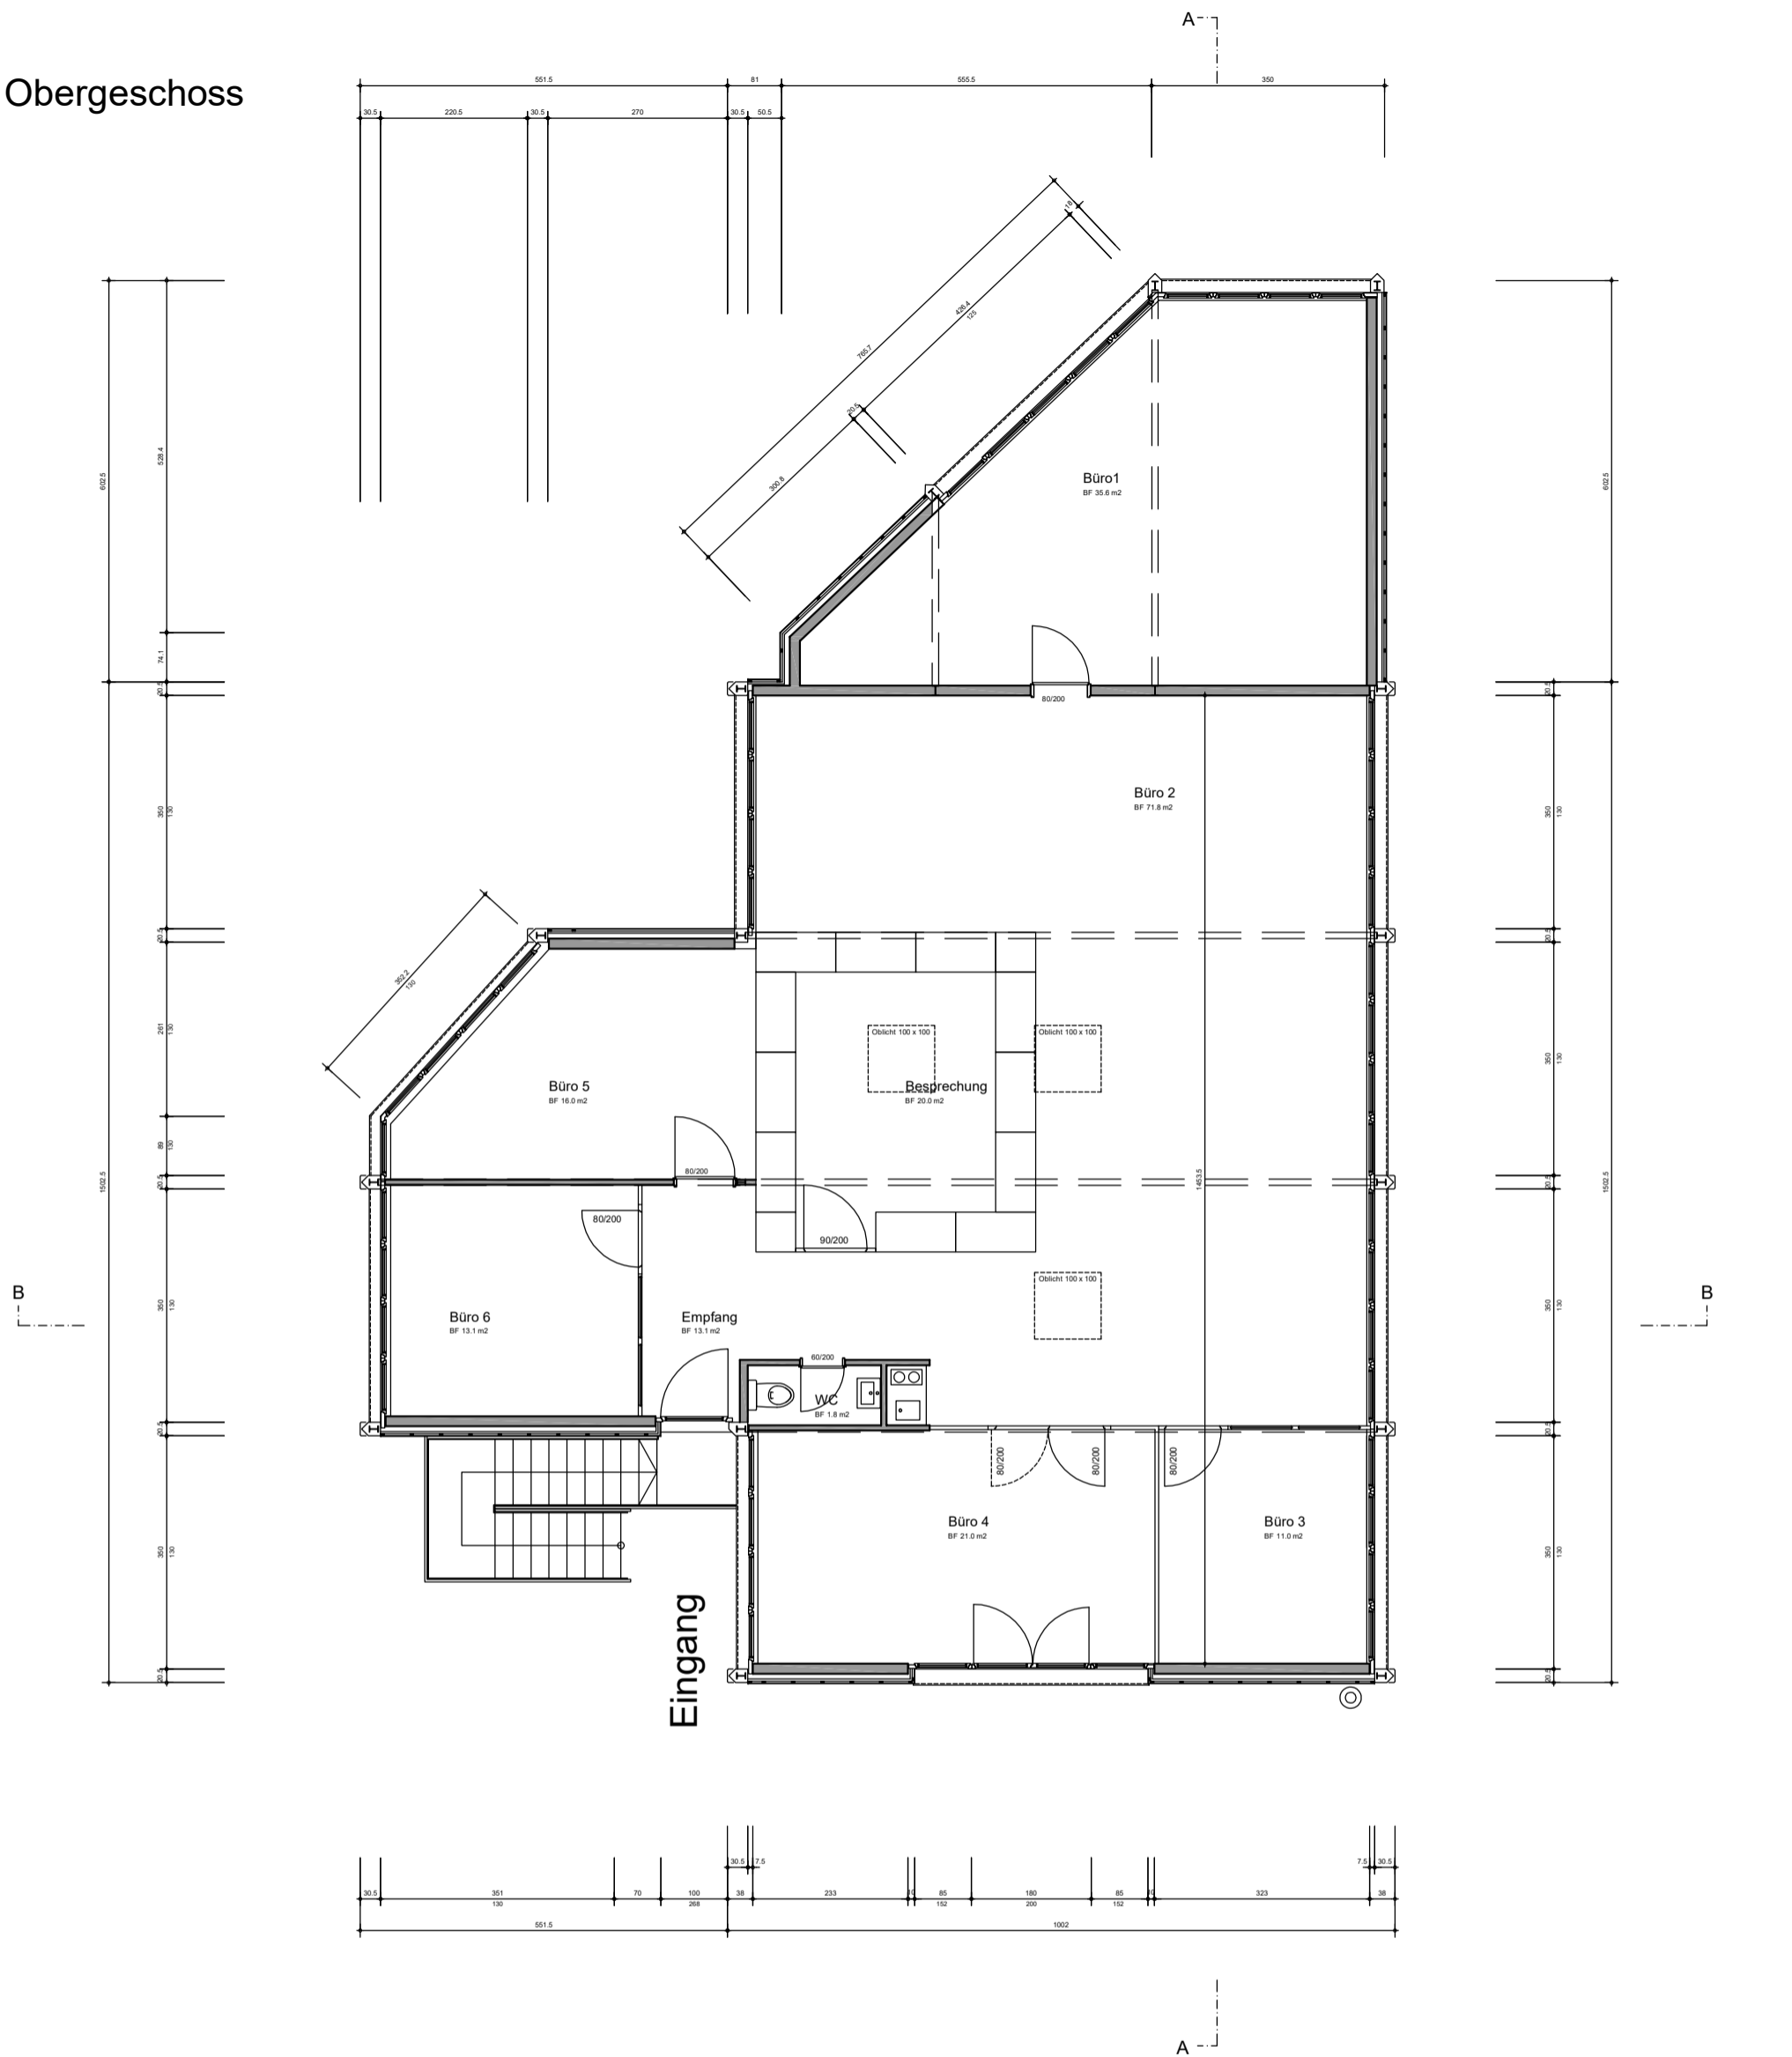 A
Obergeschoss
551.5 81 555.5 350
30.5 220.5 30.5 270 30.5 50.5
18
426.4
125
765.7
20.5
300.8
602.5
528.4
74.1
20.5
350
130
20.5
261
130
89
130
20.5
350
130
20.5
350
130
20.5
1502.5
602.5
20.5
350
130
20.5
350
130
20.5
350
130
20.5
350
130
20.5
1502.5
Büro1
BF 35.6 m2
80/200
Büro 2
BF 71.8 m2
352.2
130
Oblicht 100 x 100
Oblicht 100 x 100
Büro 5
BF 16.0 m2
Besprechung
BF 20.0 m2
80/200
1453.5
80/200
90/200
Oblicht 100 x 100
B
B
Büro 6
BF 13.1 m2
Empfang
BF 13.1 m2
60/200
WC
BF 1.8 m2
80/200
80/200
80/200
Büro 4
BF 21.0 m2
Büro 3
BF 11.0 m2
Eingang
30.5 7.5 7.5 30.5
30.5 351 70 100 38 233 10 85 180 85 10 323 38
130 268 152 200 152
551.5 1002
A